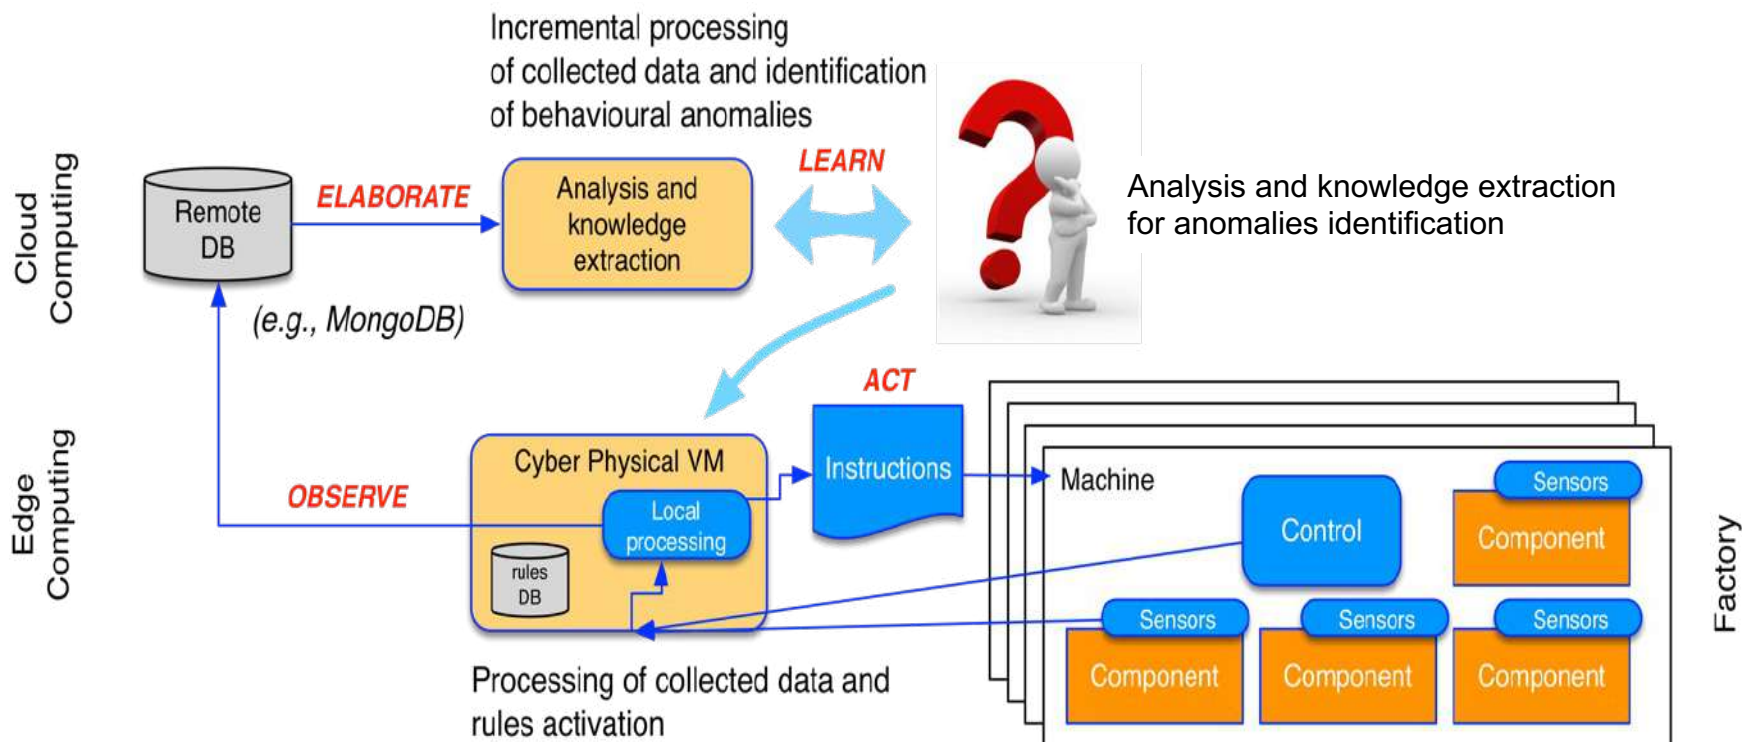 Incremental processing
of collected data and identification
of behavioural anomalies
Cloud
Computing
Remote
DB
ELABORATE
Analysis and
knowledge
extraction
LEARN
Analysis and knowledge extraction
for anomalies identification
(e.g., MongoDB)
Edge
Computing
OBSERVE
Cyber Physical VM
Local
processing
rules
DB
ACT
Instructions
Machine
Control
Sensors
Component
Sensors
Component
Sensors
Component
Sensors
Component
Factory
Processing of collected data and
rules activation